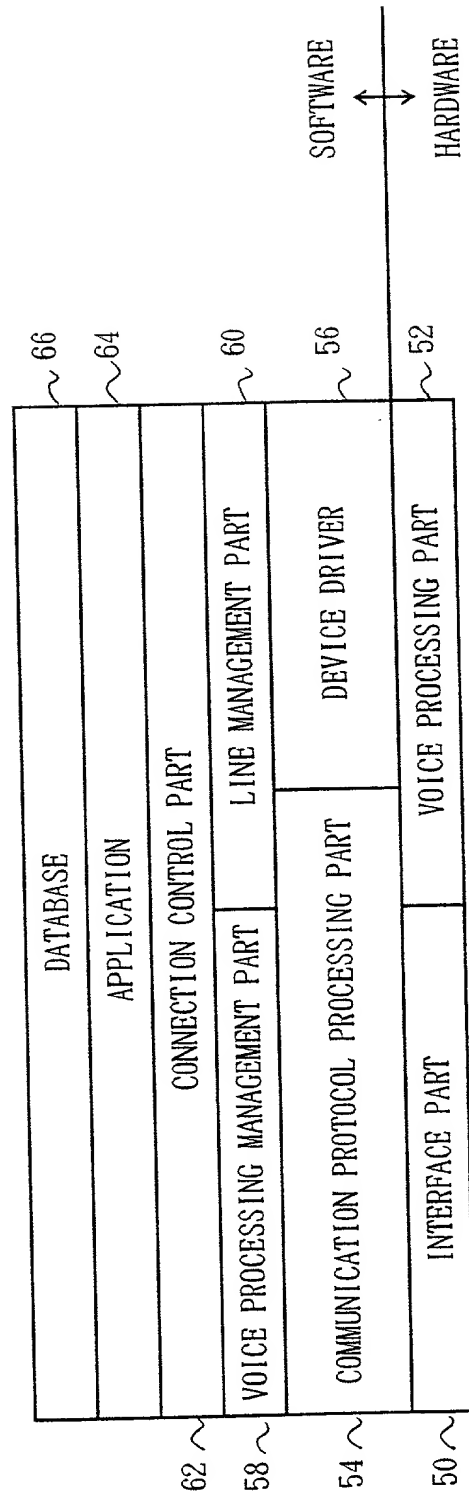 DATABASE
66
APPLICATION
64
CONNECTION CONTROL PART
62
VOICE PROCESSING MANAGEMENT PART
58
LINE MANAGEMENT PART
60
COMMUNICATION PROTOCOL PROCESSING PART
54
DEVICE DRIVER
56
SOFTWARE
INTERFACE PART
50
VOICE PROCESSING PART
52
HARDWARE